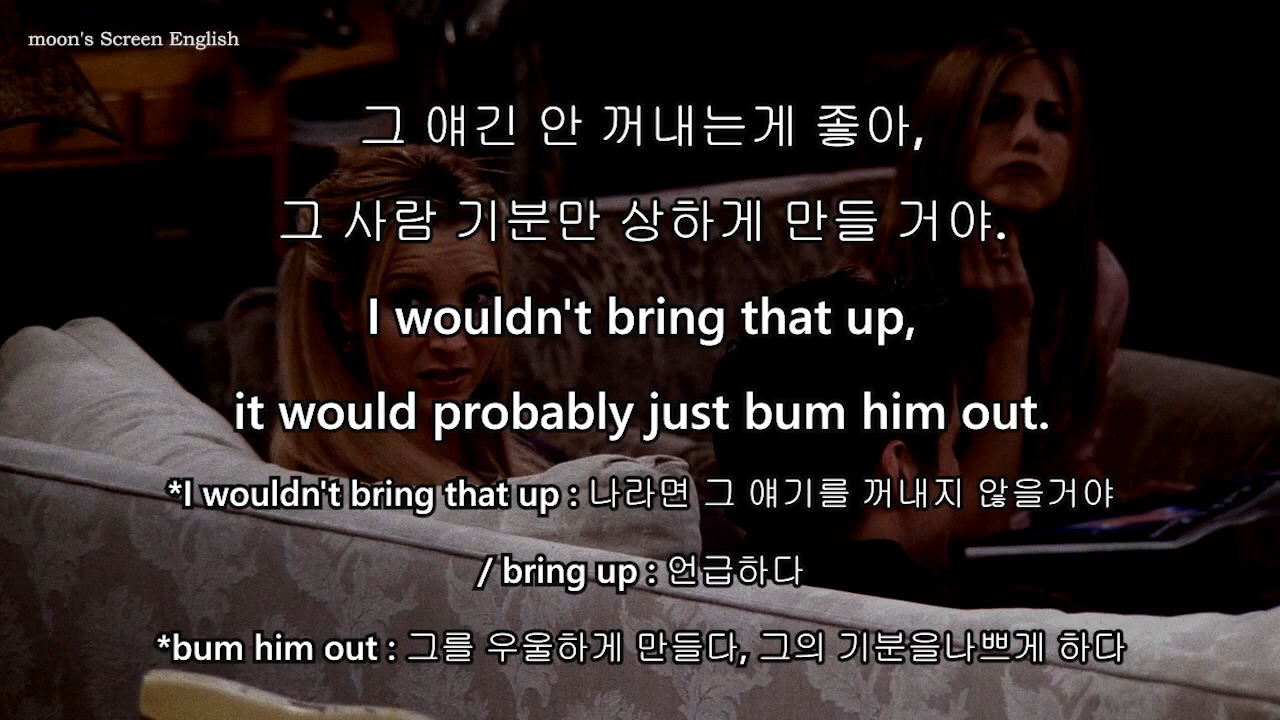 moon's Screen English
그 얘긴 안 꺼내는게 좋아,
그 사람 기분만 상하게 만들 거야.
I wouldn't bring that up,
it would probably just bum him out.
*I wouldn't bring that up : 나라면 그 얘기를 꺼내지 않을거야
/ bring up : 언급하다
*bum him out : 그를 우울하게 만들다, 그의 기분을나쁘게 하다